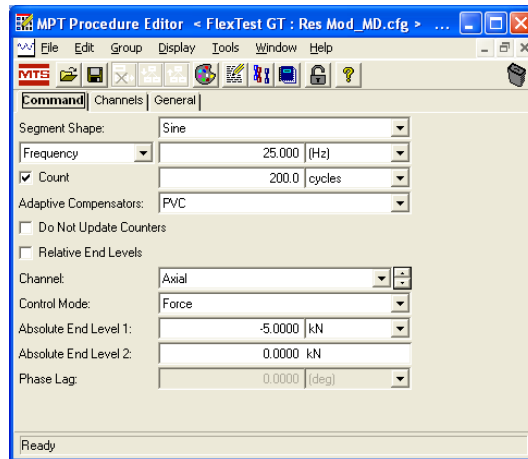 MPT Procedure Editor < FlexTest GT : Res Mod_MD.cfg > ...
File Edit Group Display Tools Window Help
MTS
Command Channels General
Segment Shape: Sine
Frequency 25.000 (Hz)
Count 200.0 cycles
Adaptive Compensators: PVC
Do Not Update Counters
Relative End Levels
Channel: Axial
Control Mode: Force
Absolute End Level 1: -5.0000 kN
Absolute End Level 2: 0.0000 kN
Phase Lag: 0.0000 (deg)
Ready